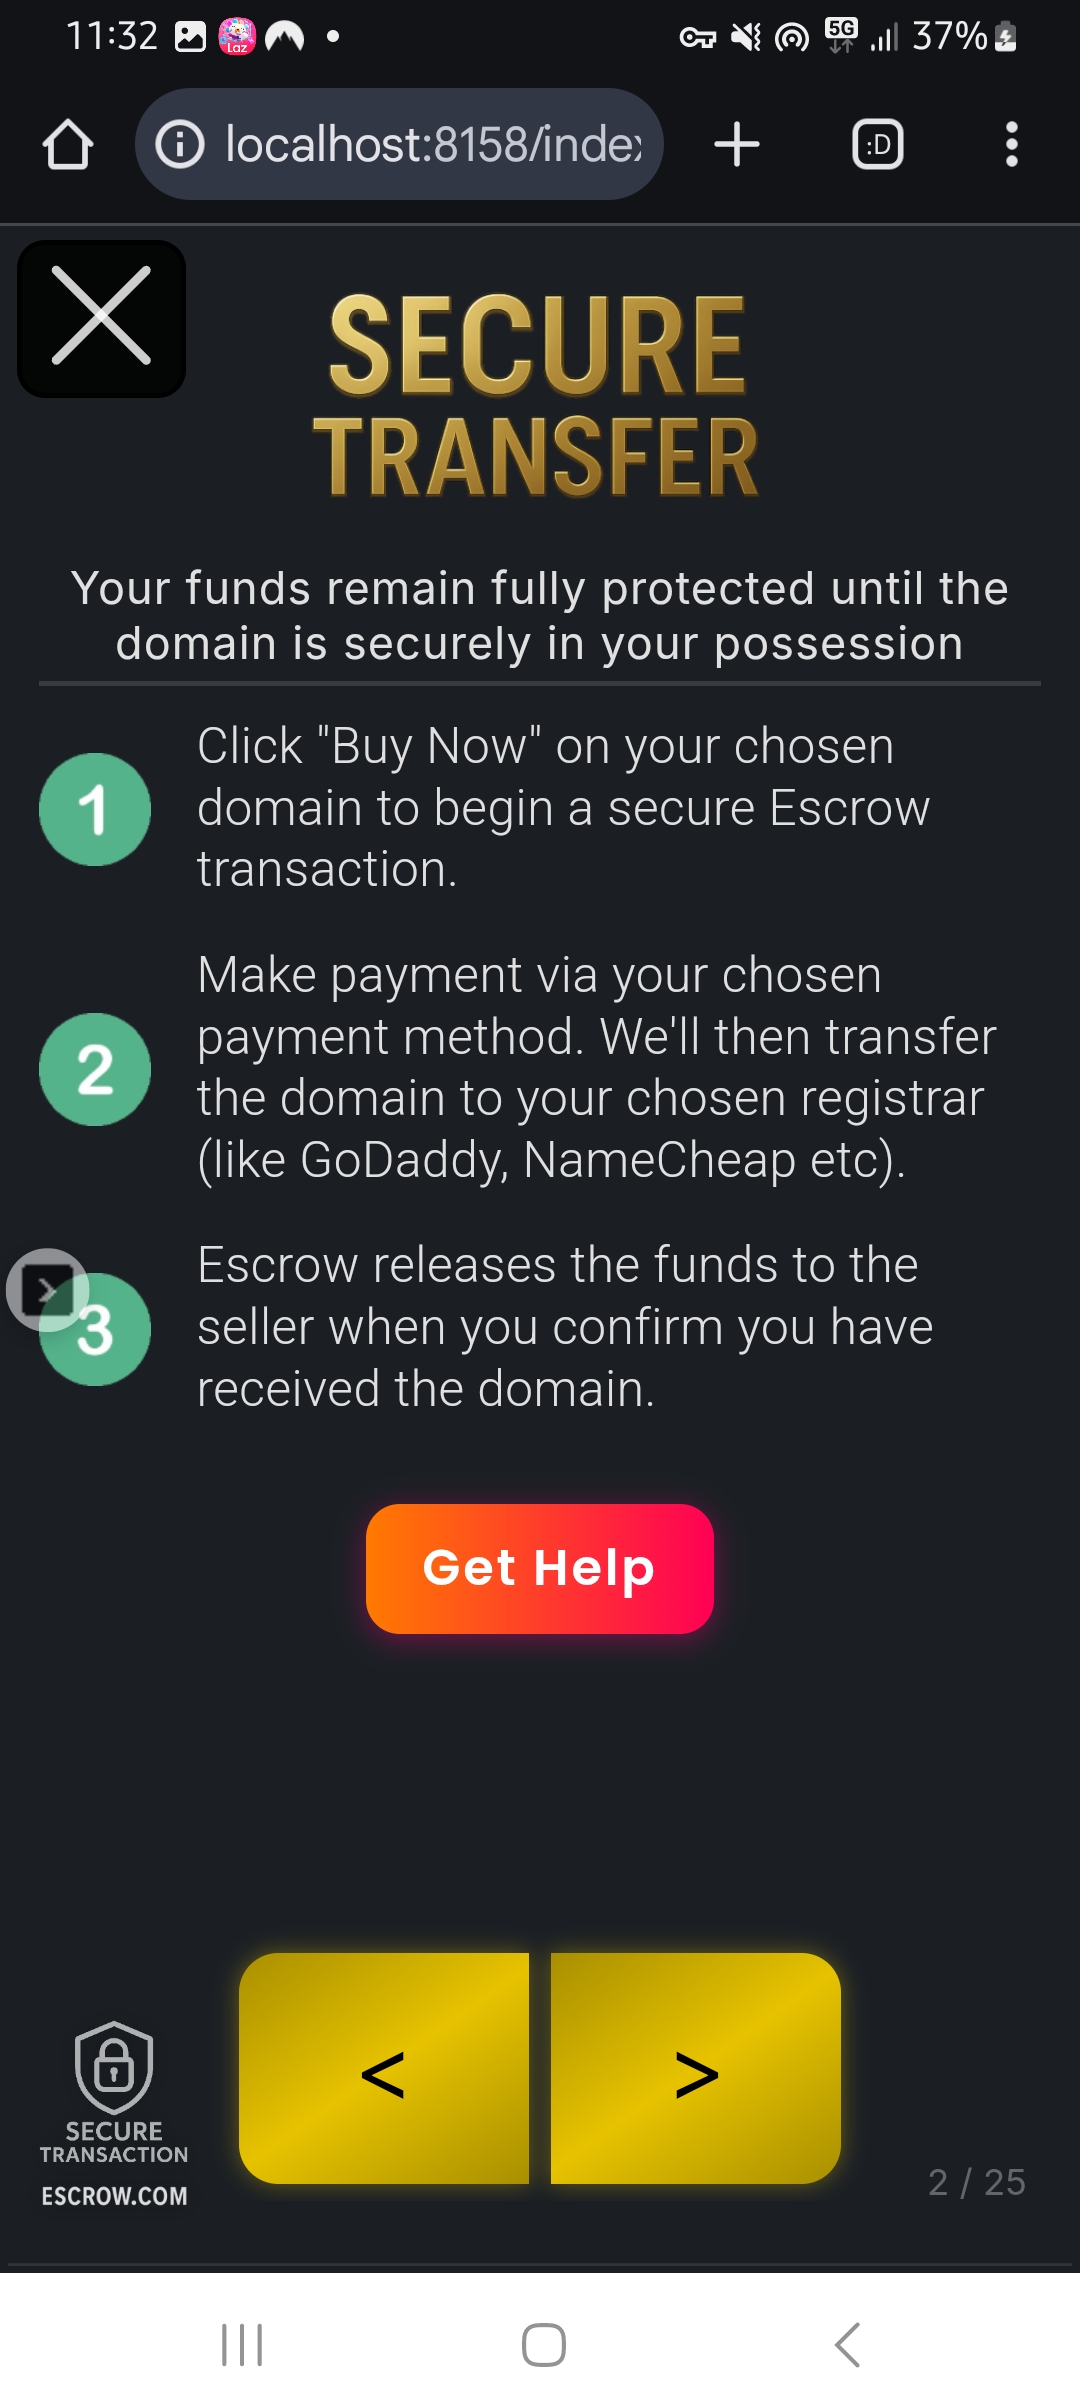 11:32
Laz
5G
37%
localhost:8158/index
:D
SECURE
TRANSFER
Your funds remain fully protected until the
domain is securely in your possession
1
Click "Buy Now" on your chosen
domain to begin a secure Escrow
transaction.
2
Make payment via your chosen
payment method. We'll then transfer
the domain to your chosen registrar
(like GoDaddy, NameCheap etc).
3
Escrow releases the funds to the
seller when you confirm you have
received the domain.
Get Help
< >
SECURE
TRANSACTION
ESCROW.COM
2 / 25